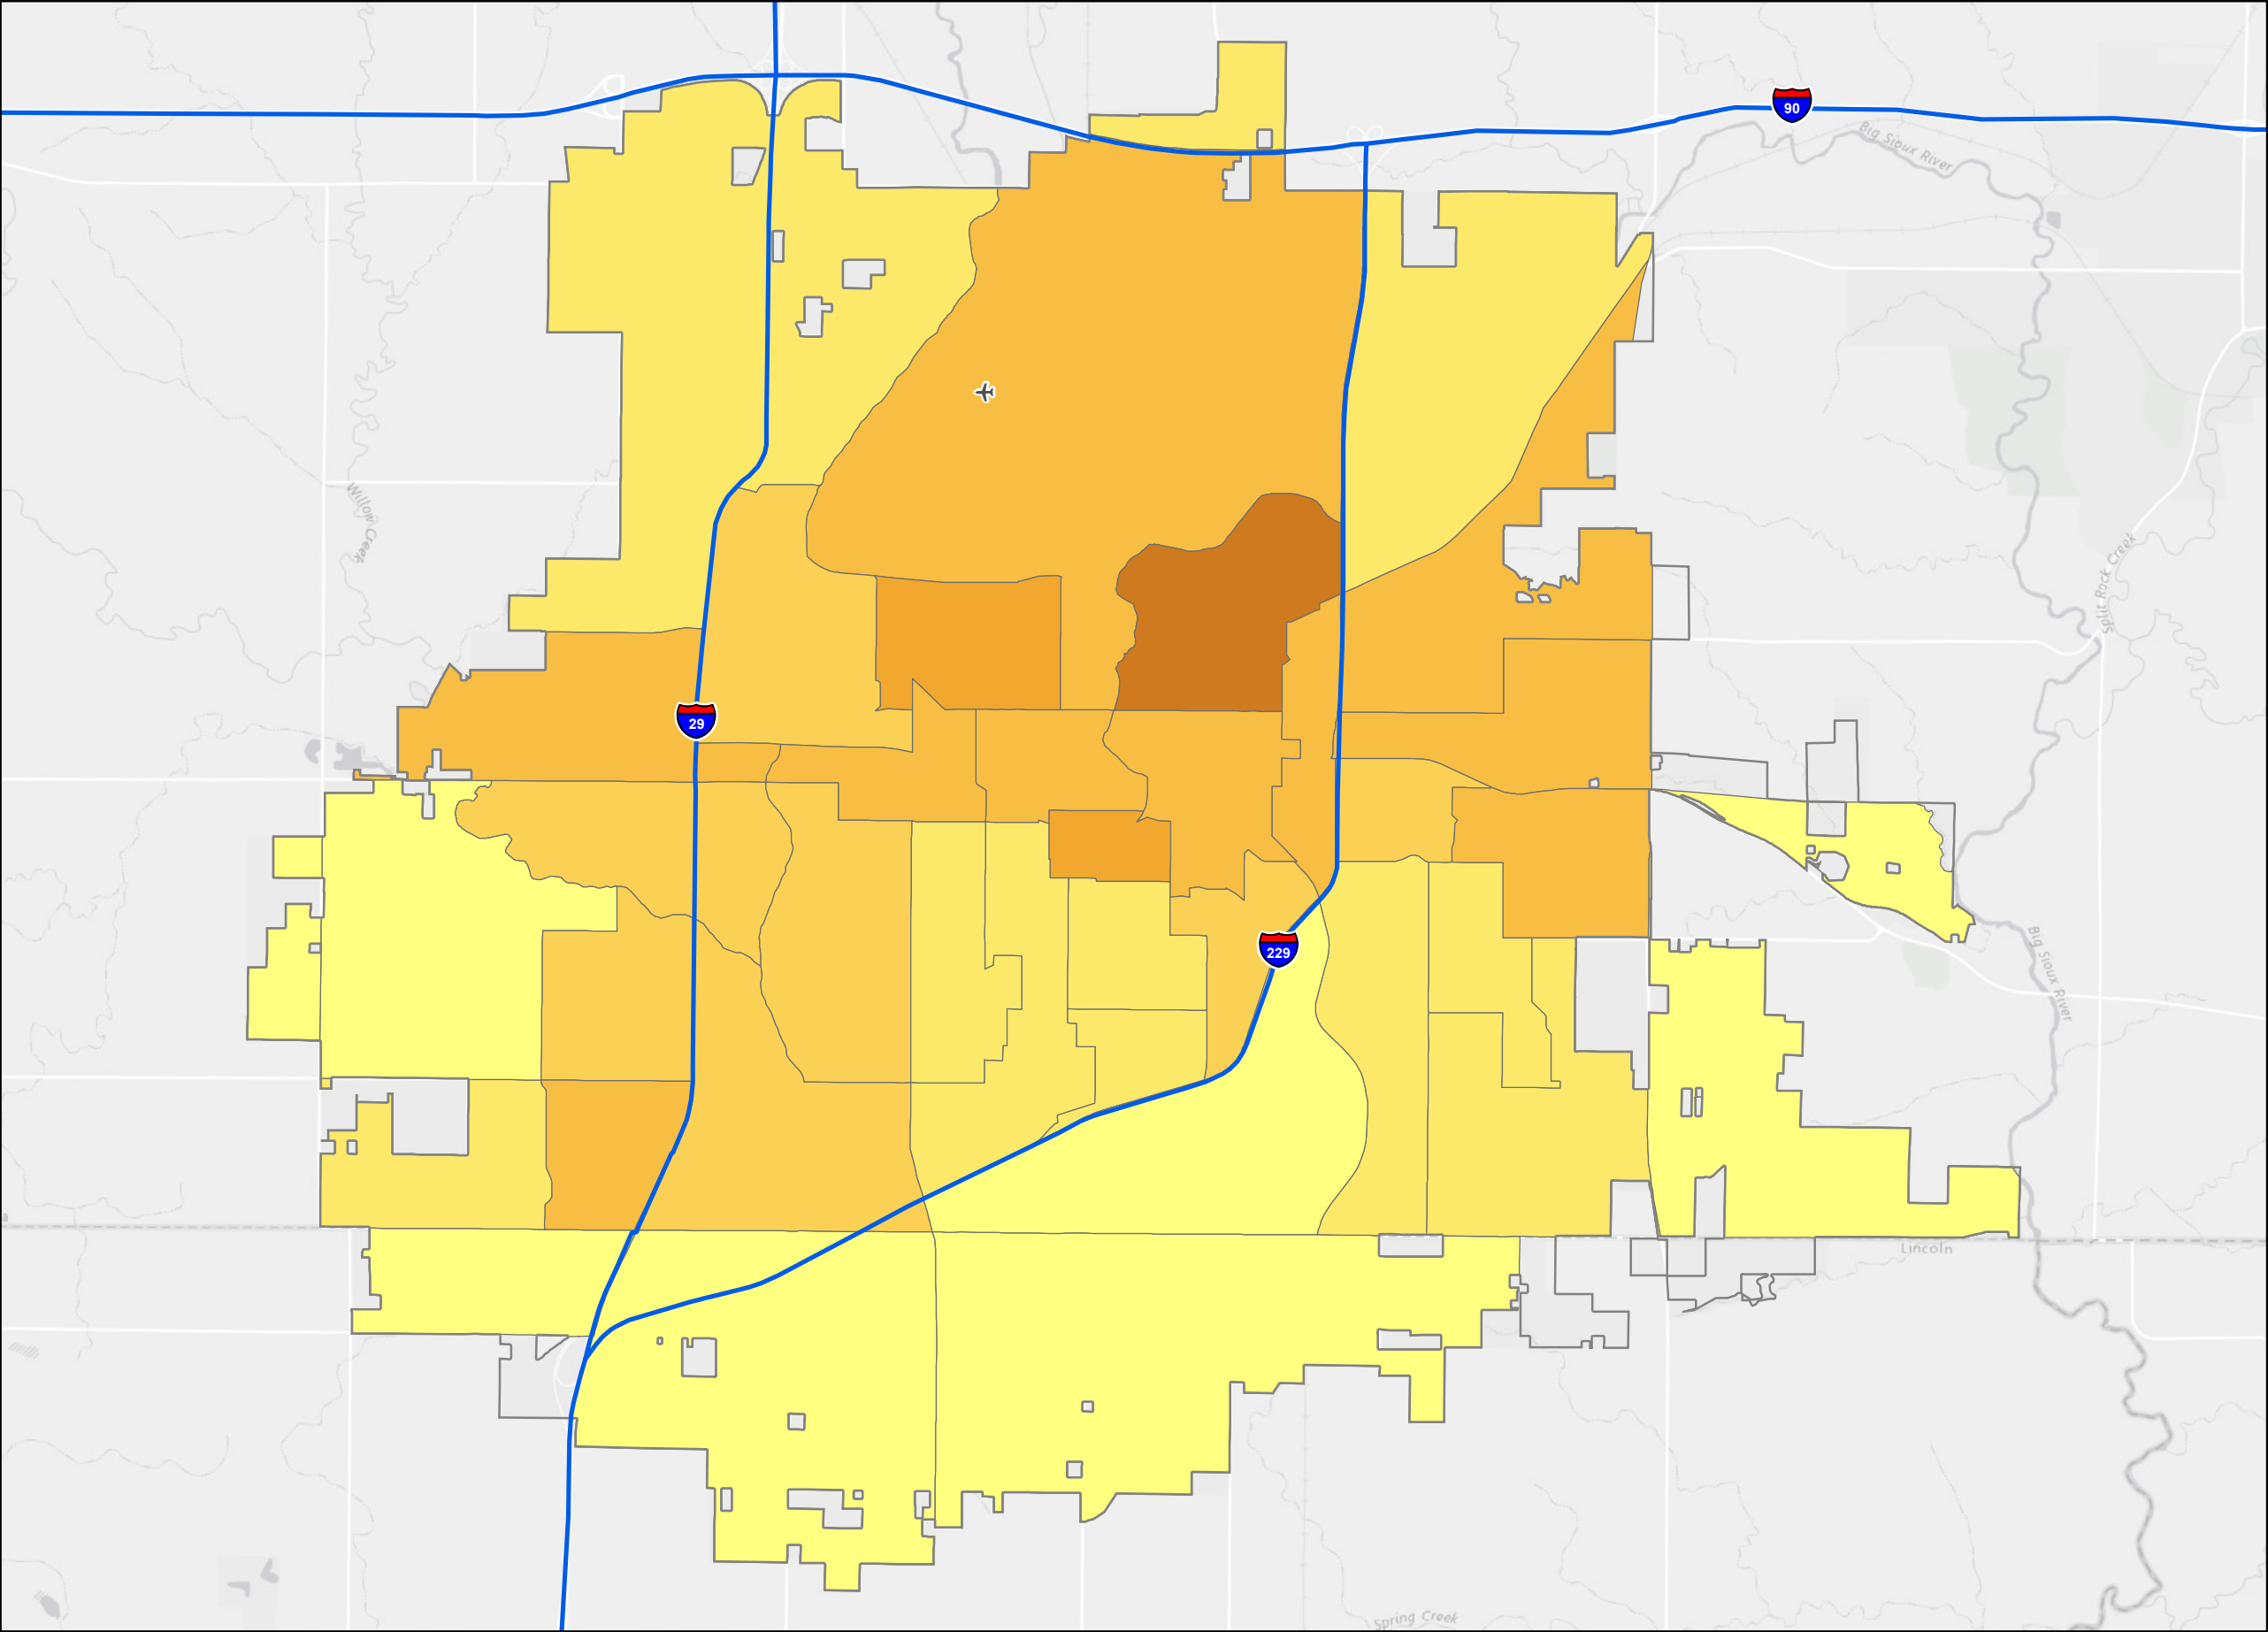 90
Big Sioux River
Willow Creek
Split Rock Creek
29
229
Big Sioux River
a
Lincoln
Spring Creek